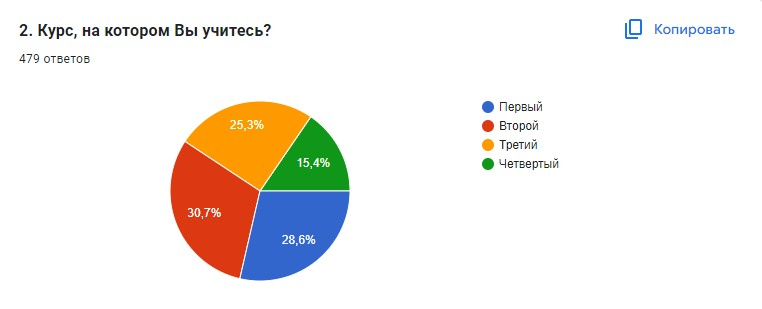 2. Курс, на котором Вы учитесь?
Копировать
479 ответов
25,3%
15,4%
30,7%
28,6%
Первый
Второй
Третий
Четвертый